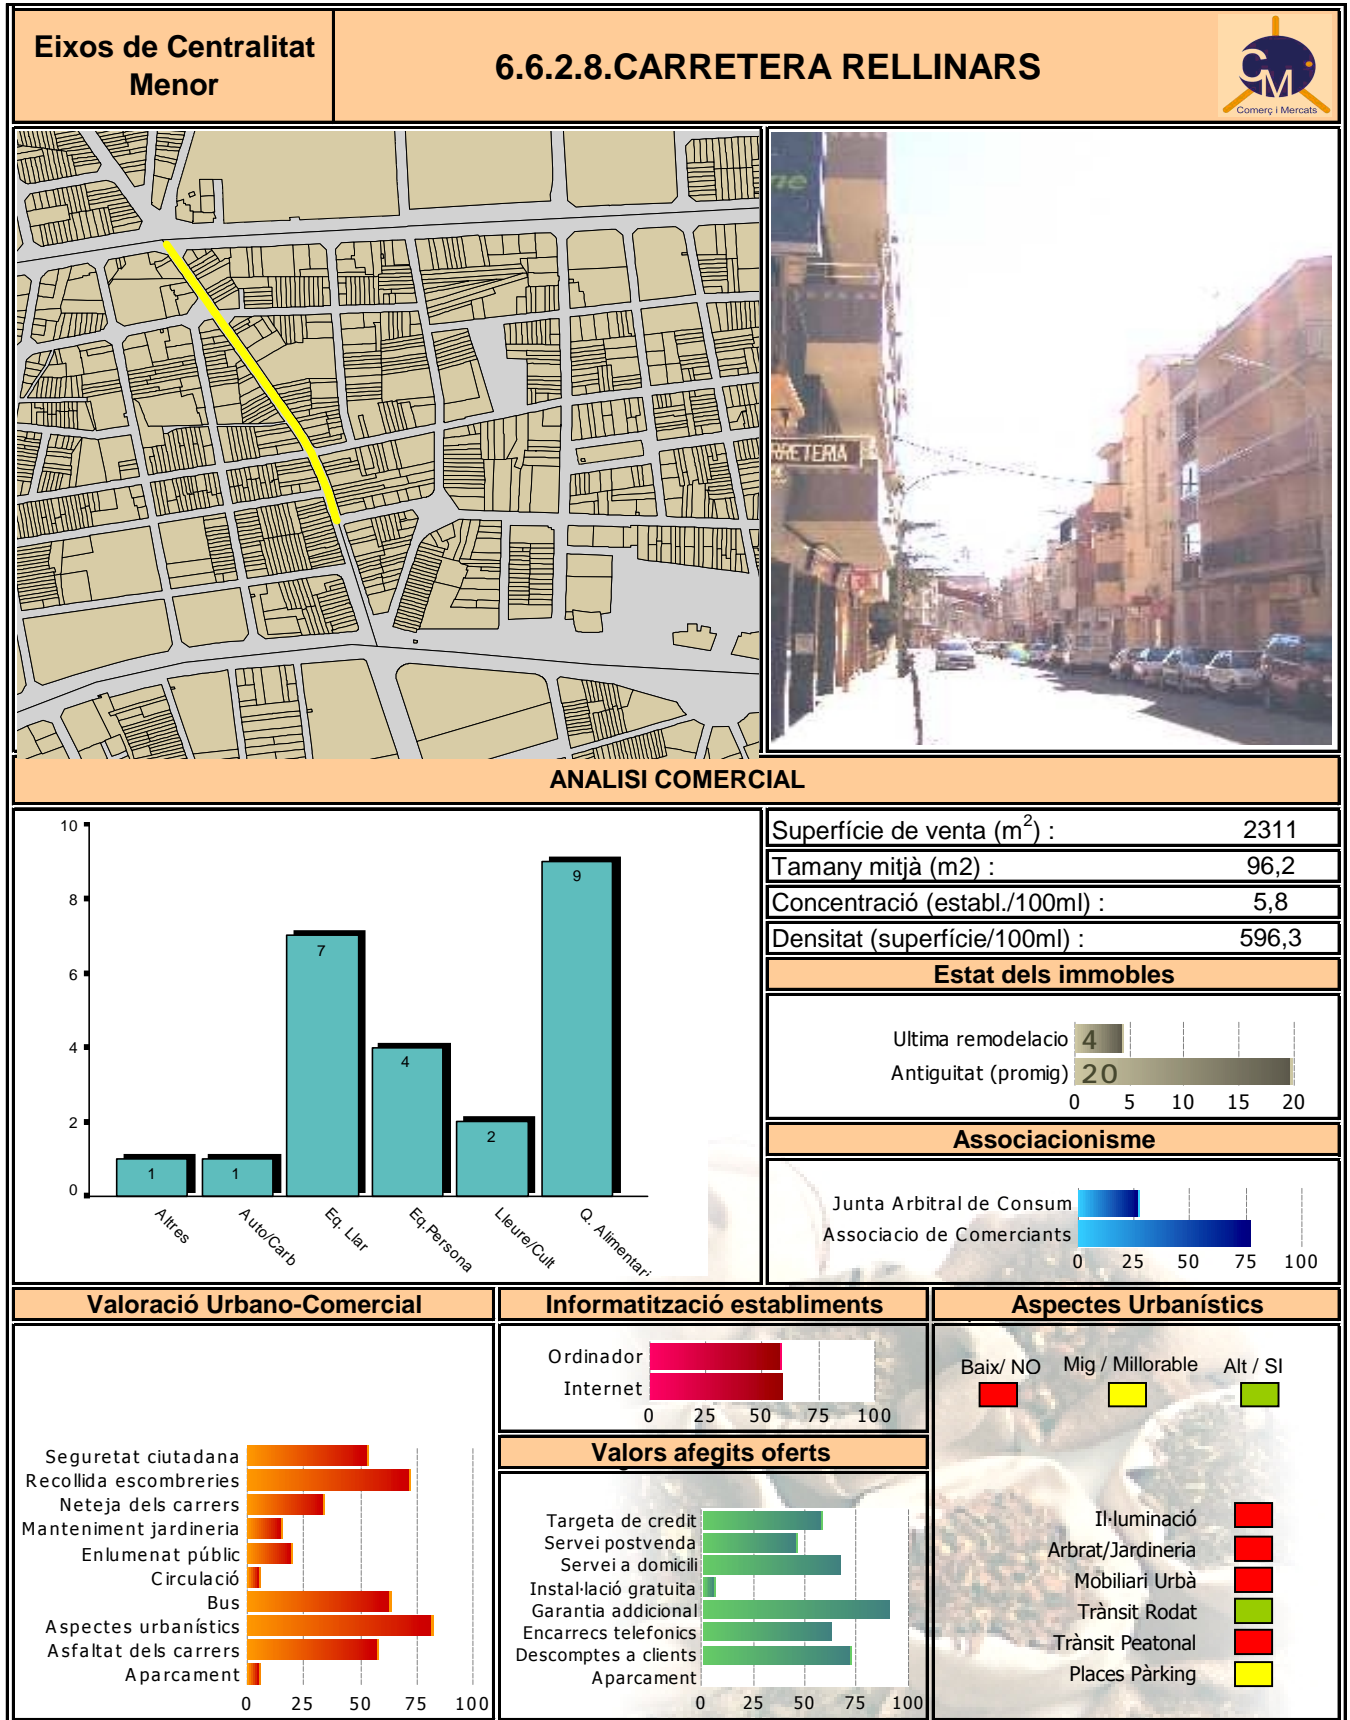 Eixos de Centralitat
Menor
6.6.2.8.CARRETERA RELLINARS
CM
Comerç i Mercats
ne
RRETERIA
ANALISI COMERCIAL
10
8
6
4
2
0
1
1
7
4
2
9
Altres
Auto/Carb
Eq. Llar
Eq.Persona
Lleure/Cult
Q. Alimentari
Superfície de venta (m2) : 2311
Tamany mitjà (m2) : 96,2
Concentració (establ./100ml) : 5,8
Densitat (superfície/100ml) : 596,3
Estat dels immobles
Ultima remodelacio 4
Antiguitat (promig) 20
0 5 10 15 20
Associacionisme
Junta Arbitral de Consum
Associacio de Comerciants
0 25 50 75 100
Valoració Urbano-Comercial
Seguretat ciutadana
Recollida escombreries
Neteja dels carrers
Manteniment jardineria
Enlumenat públic
Circulació
Bus
Aspectes urbanístics
Asfaltat dels carrers
Aparcament
0 25 50 75 100
Informatització establiments
Ordinador
Internet
0 25 50 75 100
Valors afegits oferts
Targeta de credit
Servei postvenda
Servei a domicili
Instal·lació gratuita
Garantia addicional
Encarrecs telefonics
Descomptes a clients
Aparcament
0 25 50 75 100
Aspectes Urbanístics
Baix/ NO Mig / Millorable Alt / SI
Il·luminació
Arbrat/Jardineria
Mobiliari Urbà
Trànsit Rodat
Trànsit Peatonal
Places Pàrking